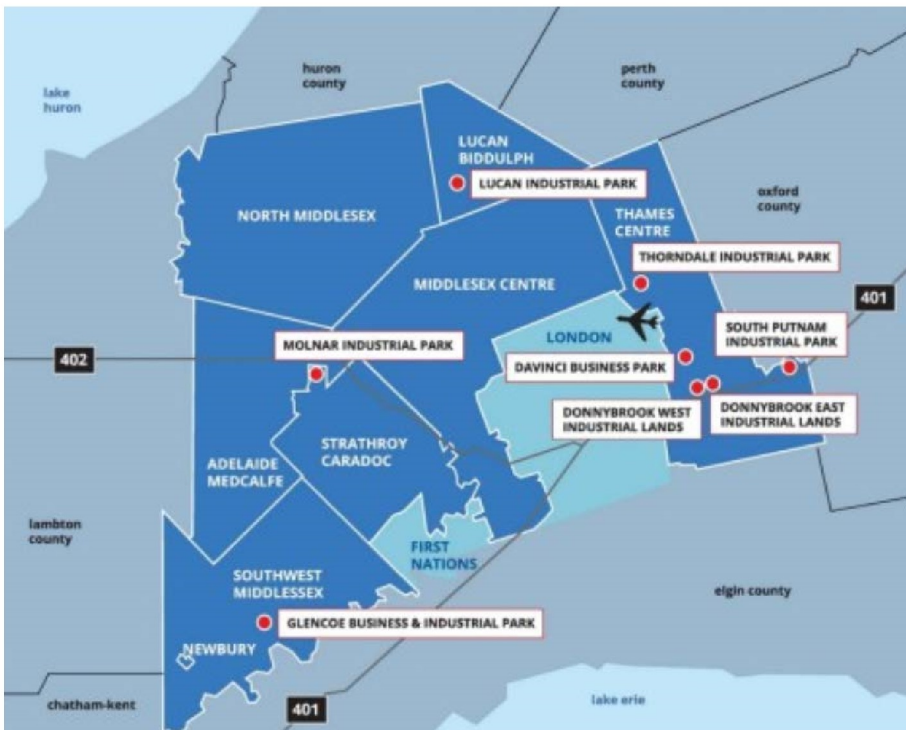 huron
county
perth
county
lake
huron
LUCAN
BIDDULPH
LUCAN INDUSTRIAL PARK
oxford
county
NORTH MIDDLESEX
THAMES
CENTRE
THORNDALE INDUSTRIAL PARK
MIDDLESEX CENTRE
401
SOUTH PUTNAM
INDUSTRIAL PARK
LONDON
MOLNAR INDUSTRIAL PARK
402
DAVINCI BUSINESS PARK
DONNYBROOK WEST
INDUSTRIAL LANDS
DONNYBROOK EAST
INDUSTRIAL LANDS
STRATHROY
CARADOC
ADELAIDE
MEDCALFE
lambton
county
FIRST
NATIONS
SOUTHWEST
MIDDLESSEX
elgin county
GLENCOE BUSINESS & INDUSTRIAL PARK
NEWBURY
chatham-kent
401
lake erie